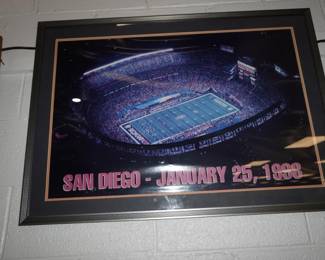 SAN DIEGO - JANUARY 25, 1998